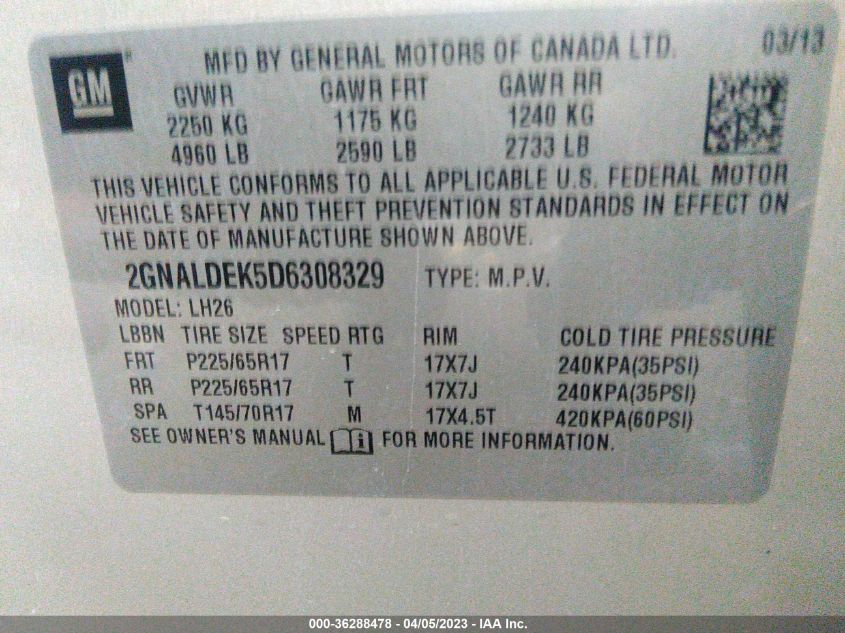 GM ® MFD BY GENERAL MOTORS OF CANADA LTD. 03/13
GVWR GAWR FRT GAWR RR
2250 KG 1175 KG 1240 KG
4960 LB 2590 LB 2733 LB
THIS VEHICLE CONFORMS TO ALL APPLICABLE U.S. FEDERAL MOTOR
VEHICLE SAFETY AND THEFT PREVENTION STANDARDS IN EFFECT ON
THE DATE OF MANUFACTURE SHOWN ABOVE.
2GNALDEK5D6308329 TYPE: M.P.V.
MODEL: LH26
LBBN TIRE SIZE SPEED RTG RIM COLD TIRE PRESSURE
FRT P225/65R17 T 17X7J 240KPA(35PSI)
RR P225/65R17 T 17X7J 240KPA(35PSI)
SPA T145/70R17 M 17X4.5T 420KPA(60PSI)
SEE OWNER'S MANUAL FOR MORE INFORMATION.
000-36288478 - 04/05/2023 - IAA Inc.